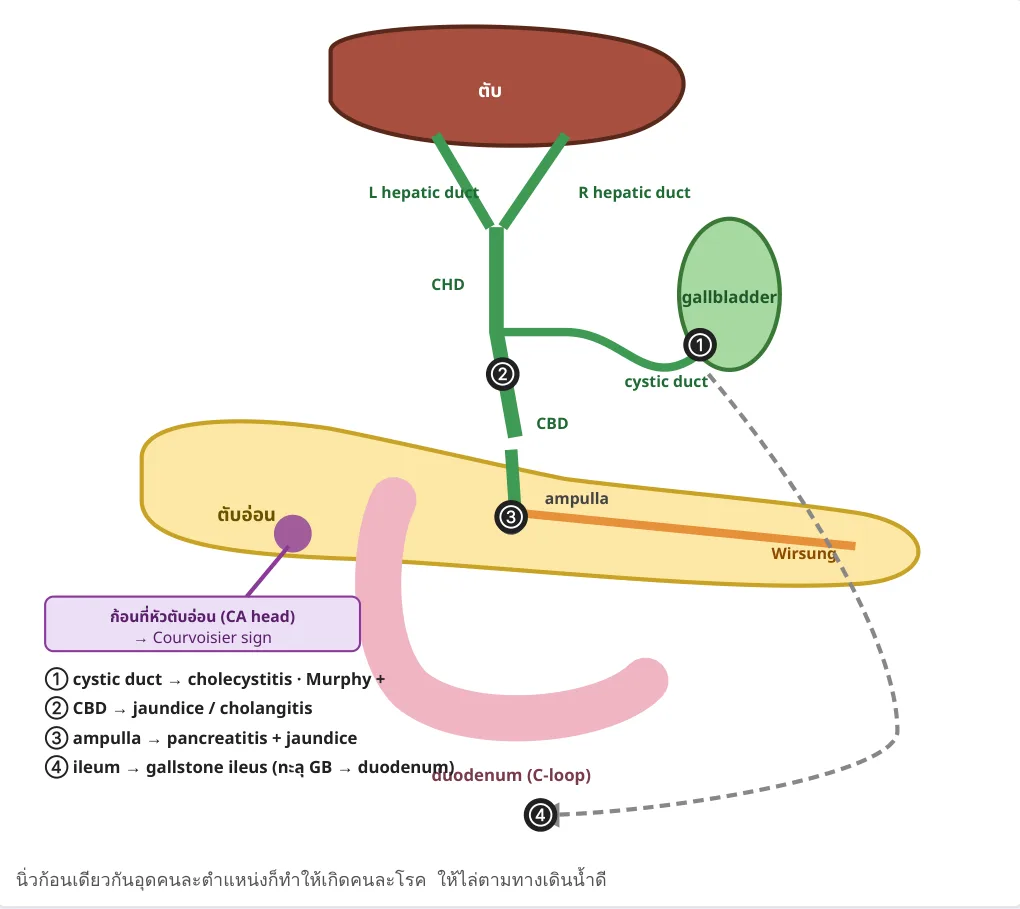 ตับ
L hepatic duct
R hepatic duct
CHD
gallbladder
1
2
cystic duct
CBD
ampulla
3
ตับอ่อน
Wirsung
ก้อนที่หัวตับอ่อน (CA head)
→ Courvoisier sign
① cystic duct → cholecystitis · Murphy +
② CBD → jaundice / cholangitis
③ ampulla → pancreatitis + jaundice
④ ileum → gallstone ileus (ทะลุ GB → duodenum)
duodenum (C-loop)
4
นิ่วก้อนเดียวกันอุดคนละตำแหน่งก็ทำให้เกิดคนละโรค ให้ไล่ตามทางเดินน้ำดี